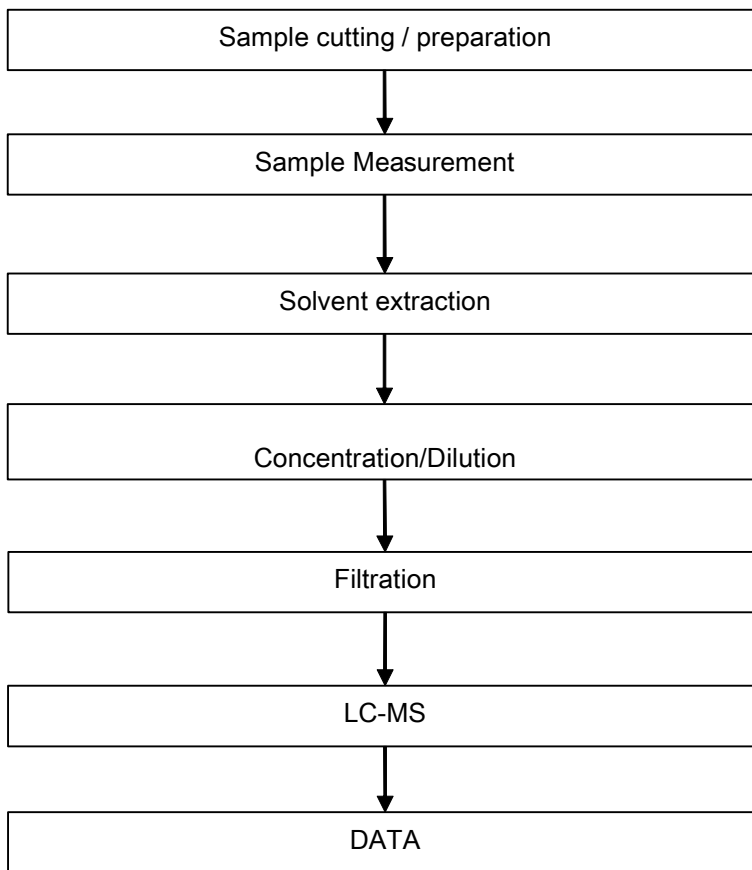 Sample cutting / preparation
Sample Measurement
Solvent extraction
Concentration/Dilution
Filtration
LC-MS
DATA